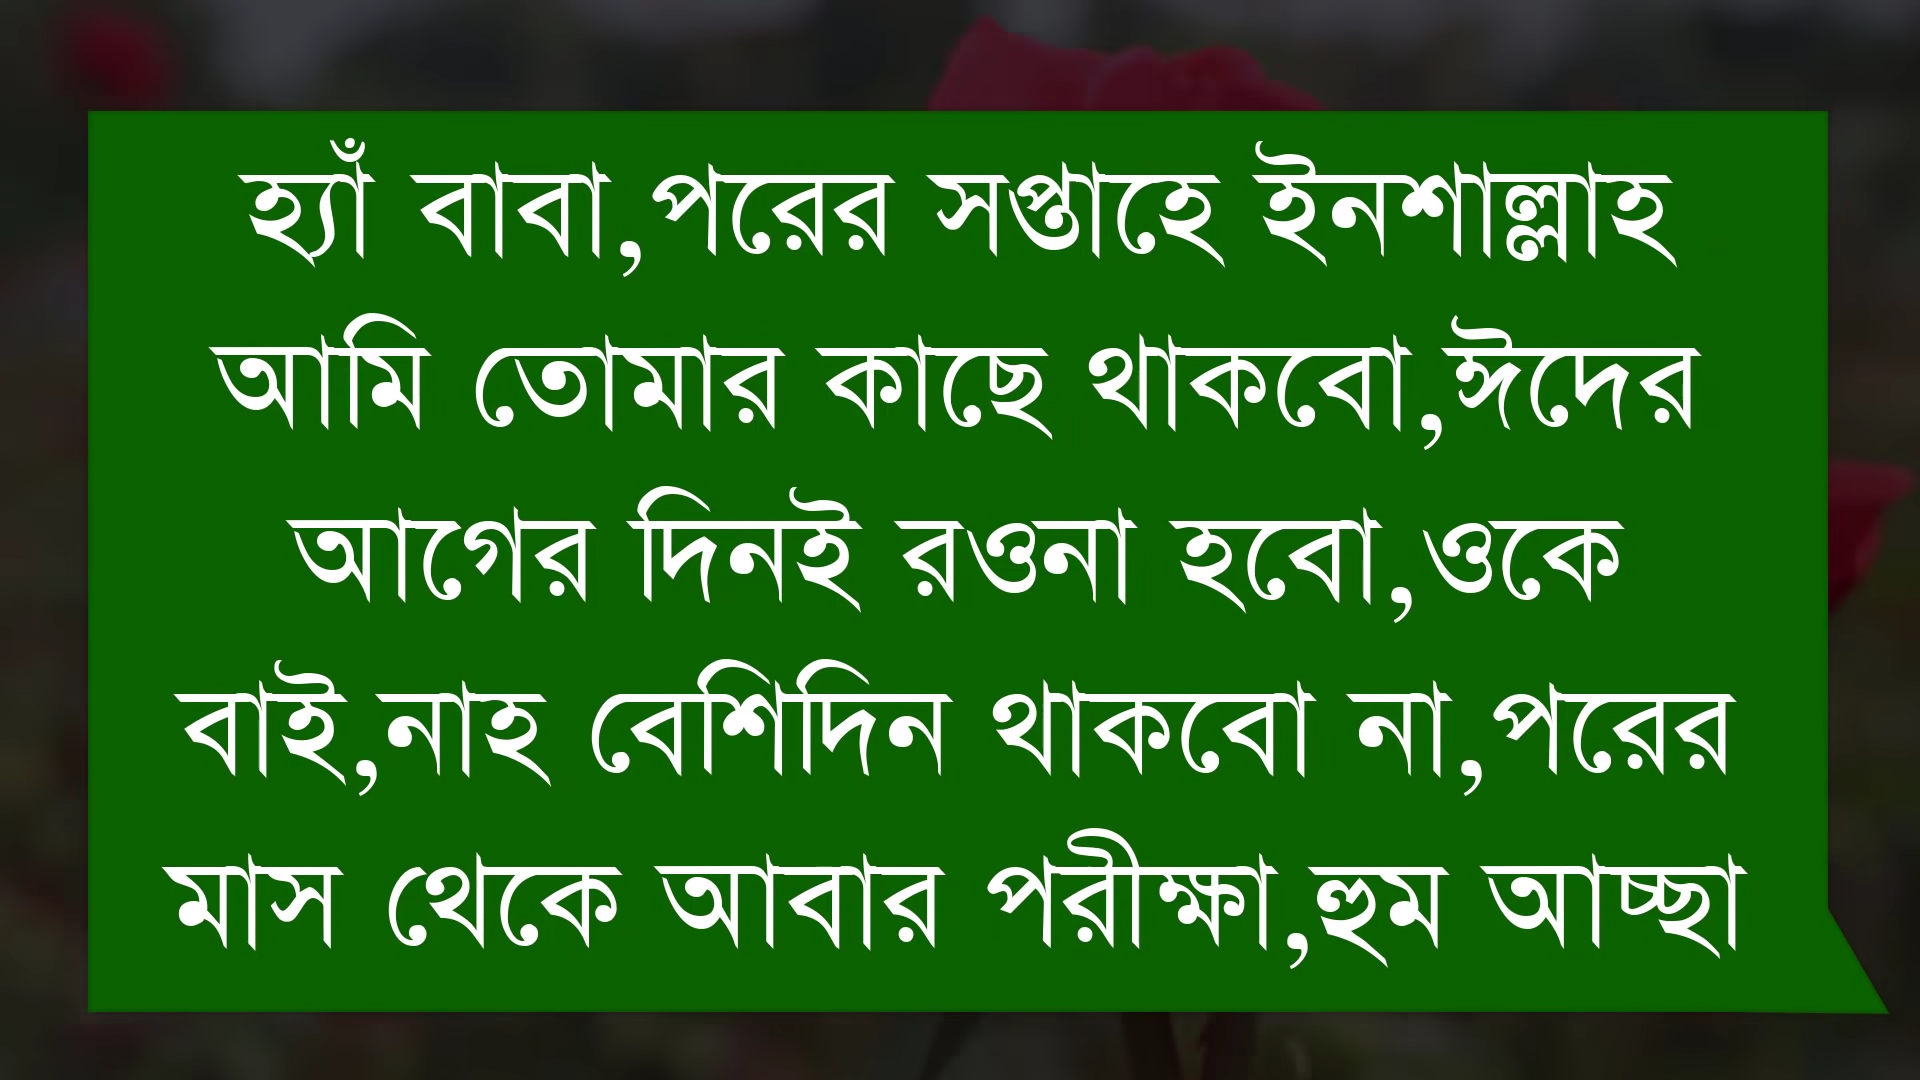 হ্যাঁ বাবা,পরের সপ্তাহে ইনশাল্লাহ
আমি তোমার কাছে থাকবো,ঈদের
আগের দিনই রওনা হবো,ওকে
বাই,নাহ বেশিদিন থাকবো না,পরের
মাস থেকে আবার পরীক্ষা,হুম আচ্ছা